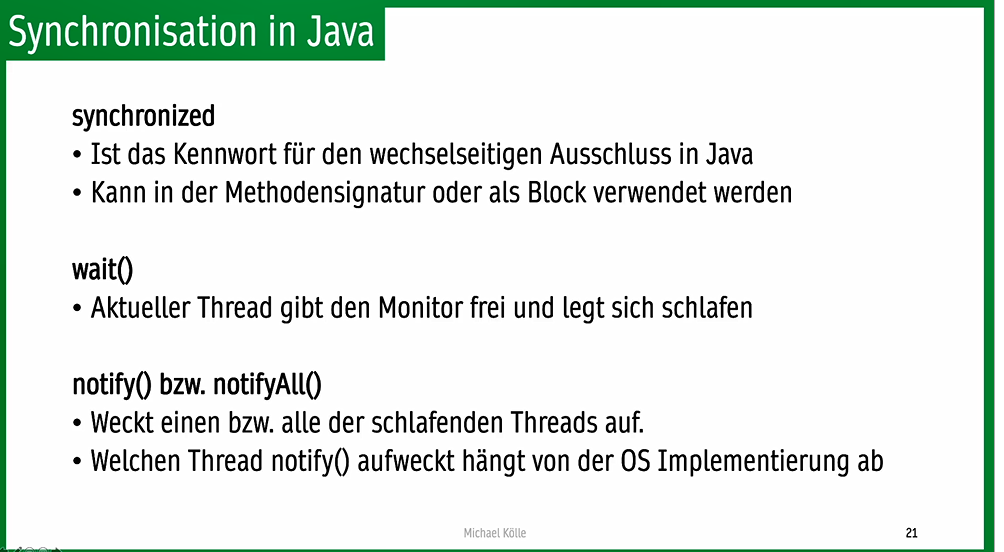 Synchronisation in Java
synchronized
• Ist das Kennwort für den wechselseitigen Ausschluss in Java
• Kann in der Methodensignatur oder als Block verwendet werden
wait()
• Aktueller Thread gibt den Monitor frei und legt sich schlafen
notify() bzw. notifyAll()
• Weckt einen bzw. alle der schlafenden Threads auf.
• Welchen Thread notify() aufweckt hängt von der OS Implementierung ab
Michael Kölle
21